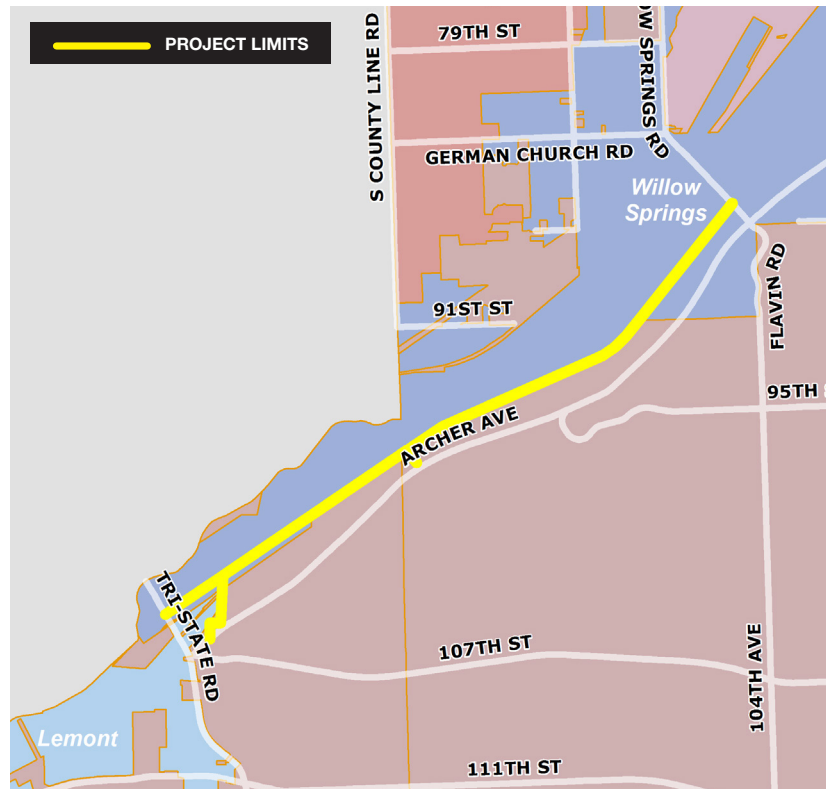 PROJECT LIMITS
79TH ST
S COUNTY LINE RD
OW SPRINGS RD
GERMAN CHURCH RD
Willow
Springs
FLAVIN RD
91ST ST
95TH
ARCHER AVE
TRI-STATE RD
107TH ST
104TH AVE
Lemont
111TH ST